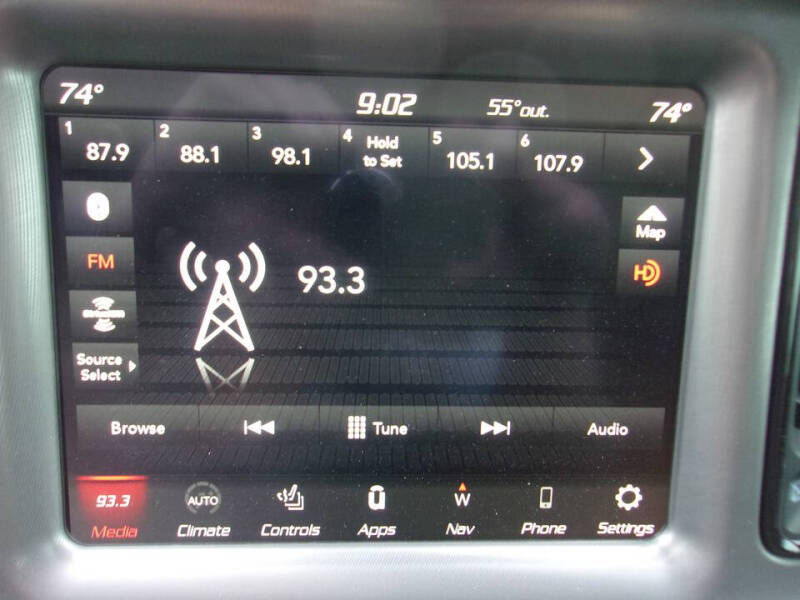 74° 9:02 55°out. 74°
1 87.9 2 88.1 3 98.1 4 Hold to Set 5 105.1 6 107.9
Map
FM HD
93.3
SiriusXM
Source
Select
Browse Tune Audio
93.3 AUTO W
Media Climate Controls Apps Nav Phone Settings